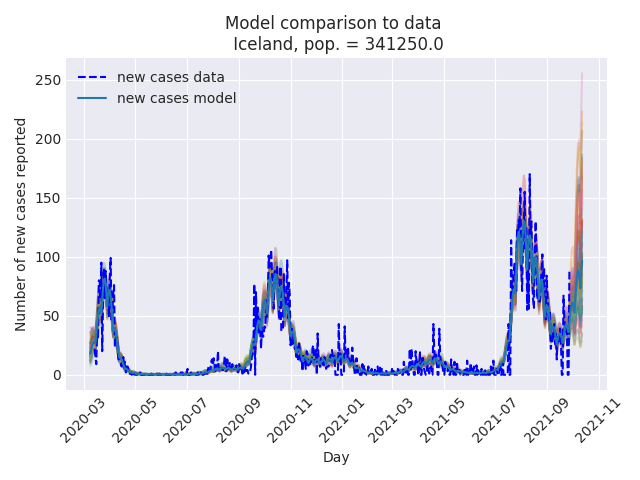 Model comparison to data
Iceland, pop. = 341250.0
new cases data
new cases model
Number of new cases reported
250
200
150
100
50
0
2020-03
2020-05
2020-07
2020-09
2020-11
2021-01
2021-03
2021-05
2021-07
2021-09
2021-11
Day